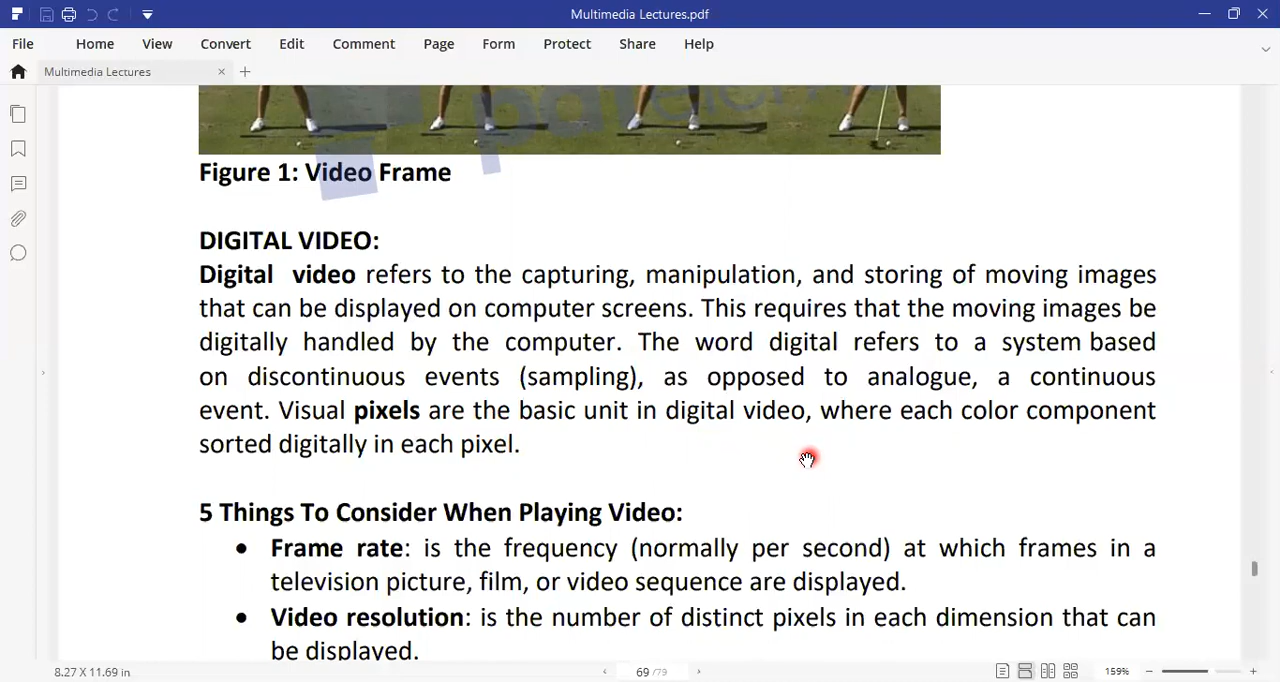 Multimedia Lectures.pdf
File Home View Convert Edit Comment Page Form Protect Share Help
Multimedia Lectures
Figure 1: Video Frame
DIGITAL VIDEO:
Digital video refers to the capturing, manipulation, and storing of moving images
that can be displayed on computer screens. This requires that the moving images be
digitally handled by the computer. The word digital refers to a system based
on discontinuous events (sampling), as opposed to analogue, a continuous
event. Visual pixels are the basic unit in digital video, where each color component
sorted digitally in each pixel.
5 Things To Consider When Playing Video:
• Frame rate: is the frequency (normally per second) at which frames in a
television picture, film, or video sequence are displayed.
• Video resolution: is the number of distinct pixels in each dimension that can
be displayed.
8.27 X 11.69 in 69 /79 159%